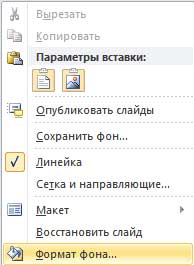 Вырезать
Копировать
Параметры вставки:
Опубликовать слайды
Сохранить фон...
Линейка
Сетка и направляющие...
Макет
Восстановить слайд
Формат фона...